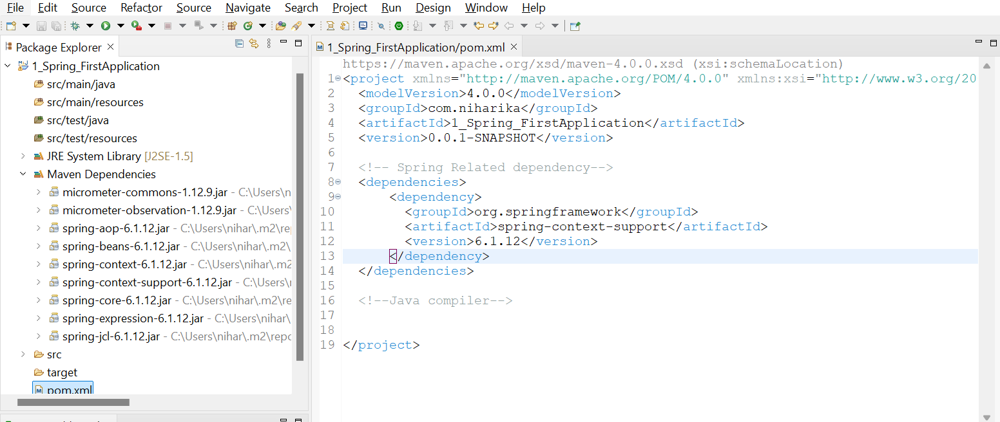 File Edit Source Refactor Source Navigate Search Project Run Design Window Help
Package Explorer
1_Spring_FirstApplication
src/main/java
src/main/resources
src/test/java
src/test/resources
JRE System Library [J2SE-1.5]
Maven Dependencies
micrometer-commons-1.12.9.jar - C:\Users\n
micrometer-observation-1.12.9.jar - C:\Users\
spring-aop-6.1.12.jar - C:\Users\nihar\.m2\rep
spring-beans-6.1.12.jar - C:\Users\nihar\.m2\
spring-context-6.1.12.jar - C:\Users\nihar\.m2
spring-context-support-6.1.12.jar - C:\Users\
spring-core-6.1.12.jar - C:\Users\nihar\.m2\re
spring-expression-6.1.12.jar - C:\Users\nihar\
spring-jcl-6.1.12.jar - C:\Users\nihar\.m2\repo
src
target
pom.xml
1_Spring_FirstApplication/pom.xml
https://maven.apache.org/xsd/maven-4.0.0.xsd (xsi:schemaLocation)
1 <project xmlns="http://maven.apache.org/POM/4.0.0" xmlns:xsi="http://www.w3.org/20
2 <modelVersion>4.0.0</modelVersion>
3 <groupId>com.niharika</groupId>
4 <artifactId>1_Spring_FirstApplication</artifactId>
5 <version>0.0.1-SNAPSHOT</version>
6
7 <!-- Spring Related dependency-->
8 <dependencies>
9 <dependency>
10 <groupId>org.springframework</groupId>
11 <artifactId>spring-context-support</artifactId>
12 <version>6.1.12</version>
13 </dependency>
14 </dependencies>
15
16 <!--Java compiler-->
17
18
19 </project>